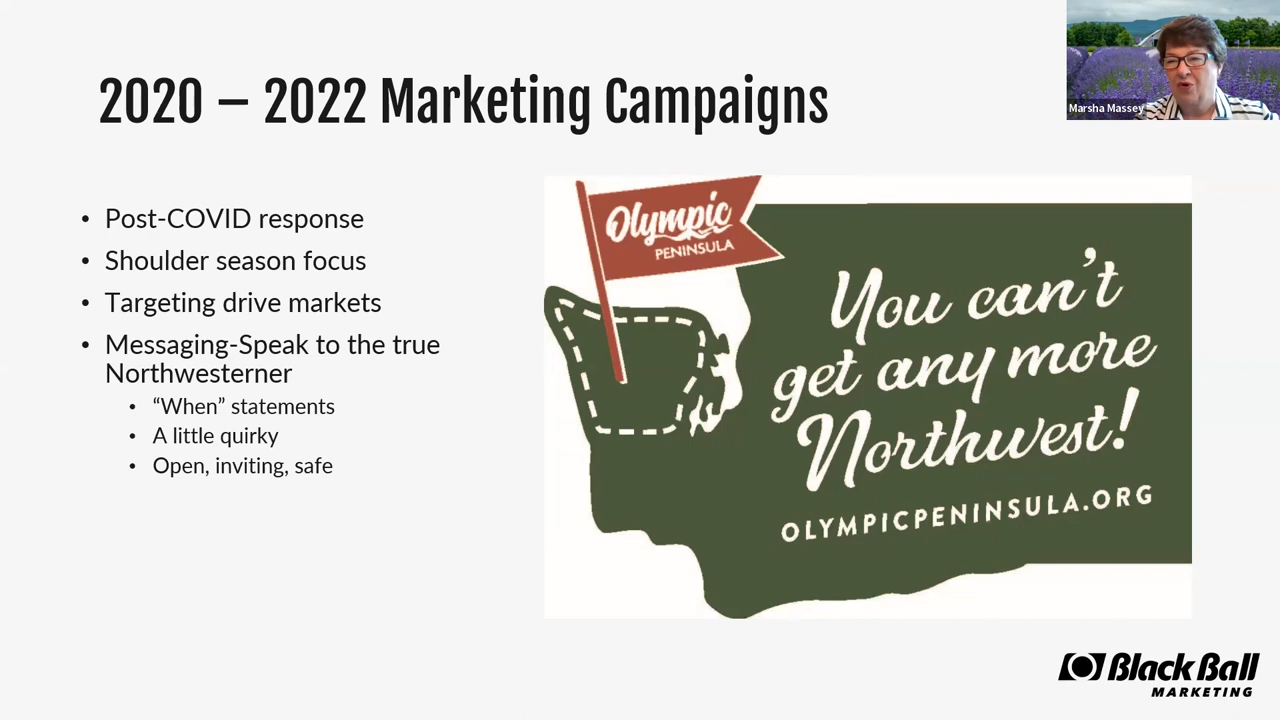 2020 – 2022 Marketing Campaigns
Marsha Massey
• Post-COVID response
• Shoulder season focus
• Targeting drive markets
• Messaging-Speak to the true
Northwesterner
• “When” statements
• A little quirky
• Open, inviting, safe
Olympic
PENINSULA
You can’t
get any more
Northwest!
OLYMPICPENINSULA.ORG
Black Ball
MARKETING